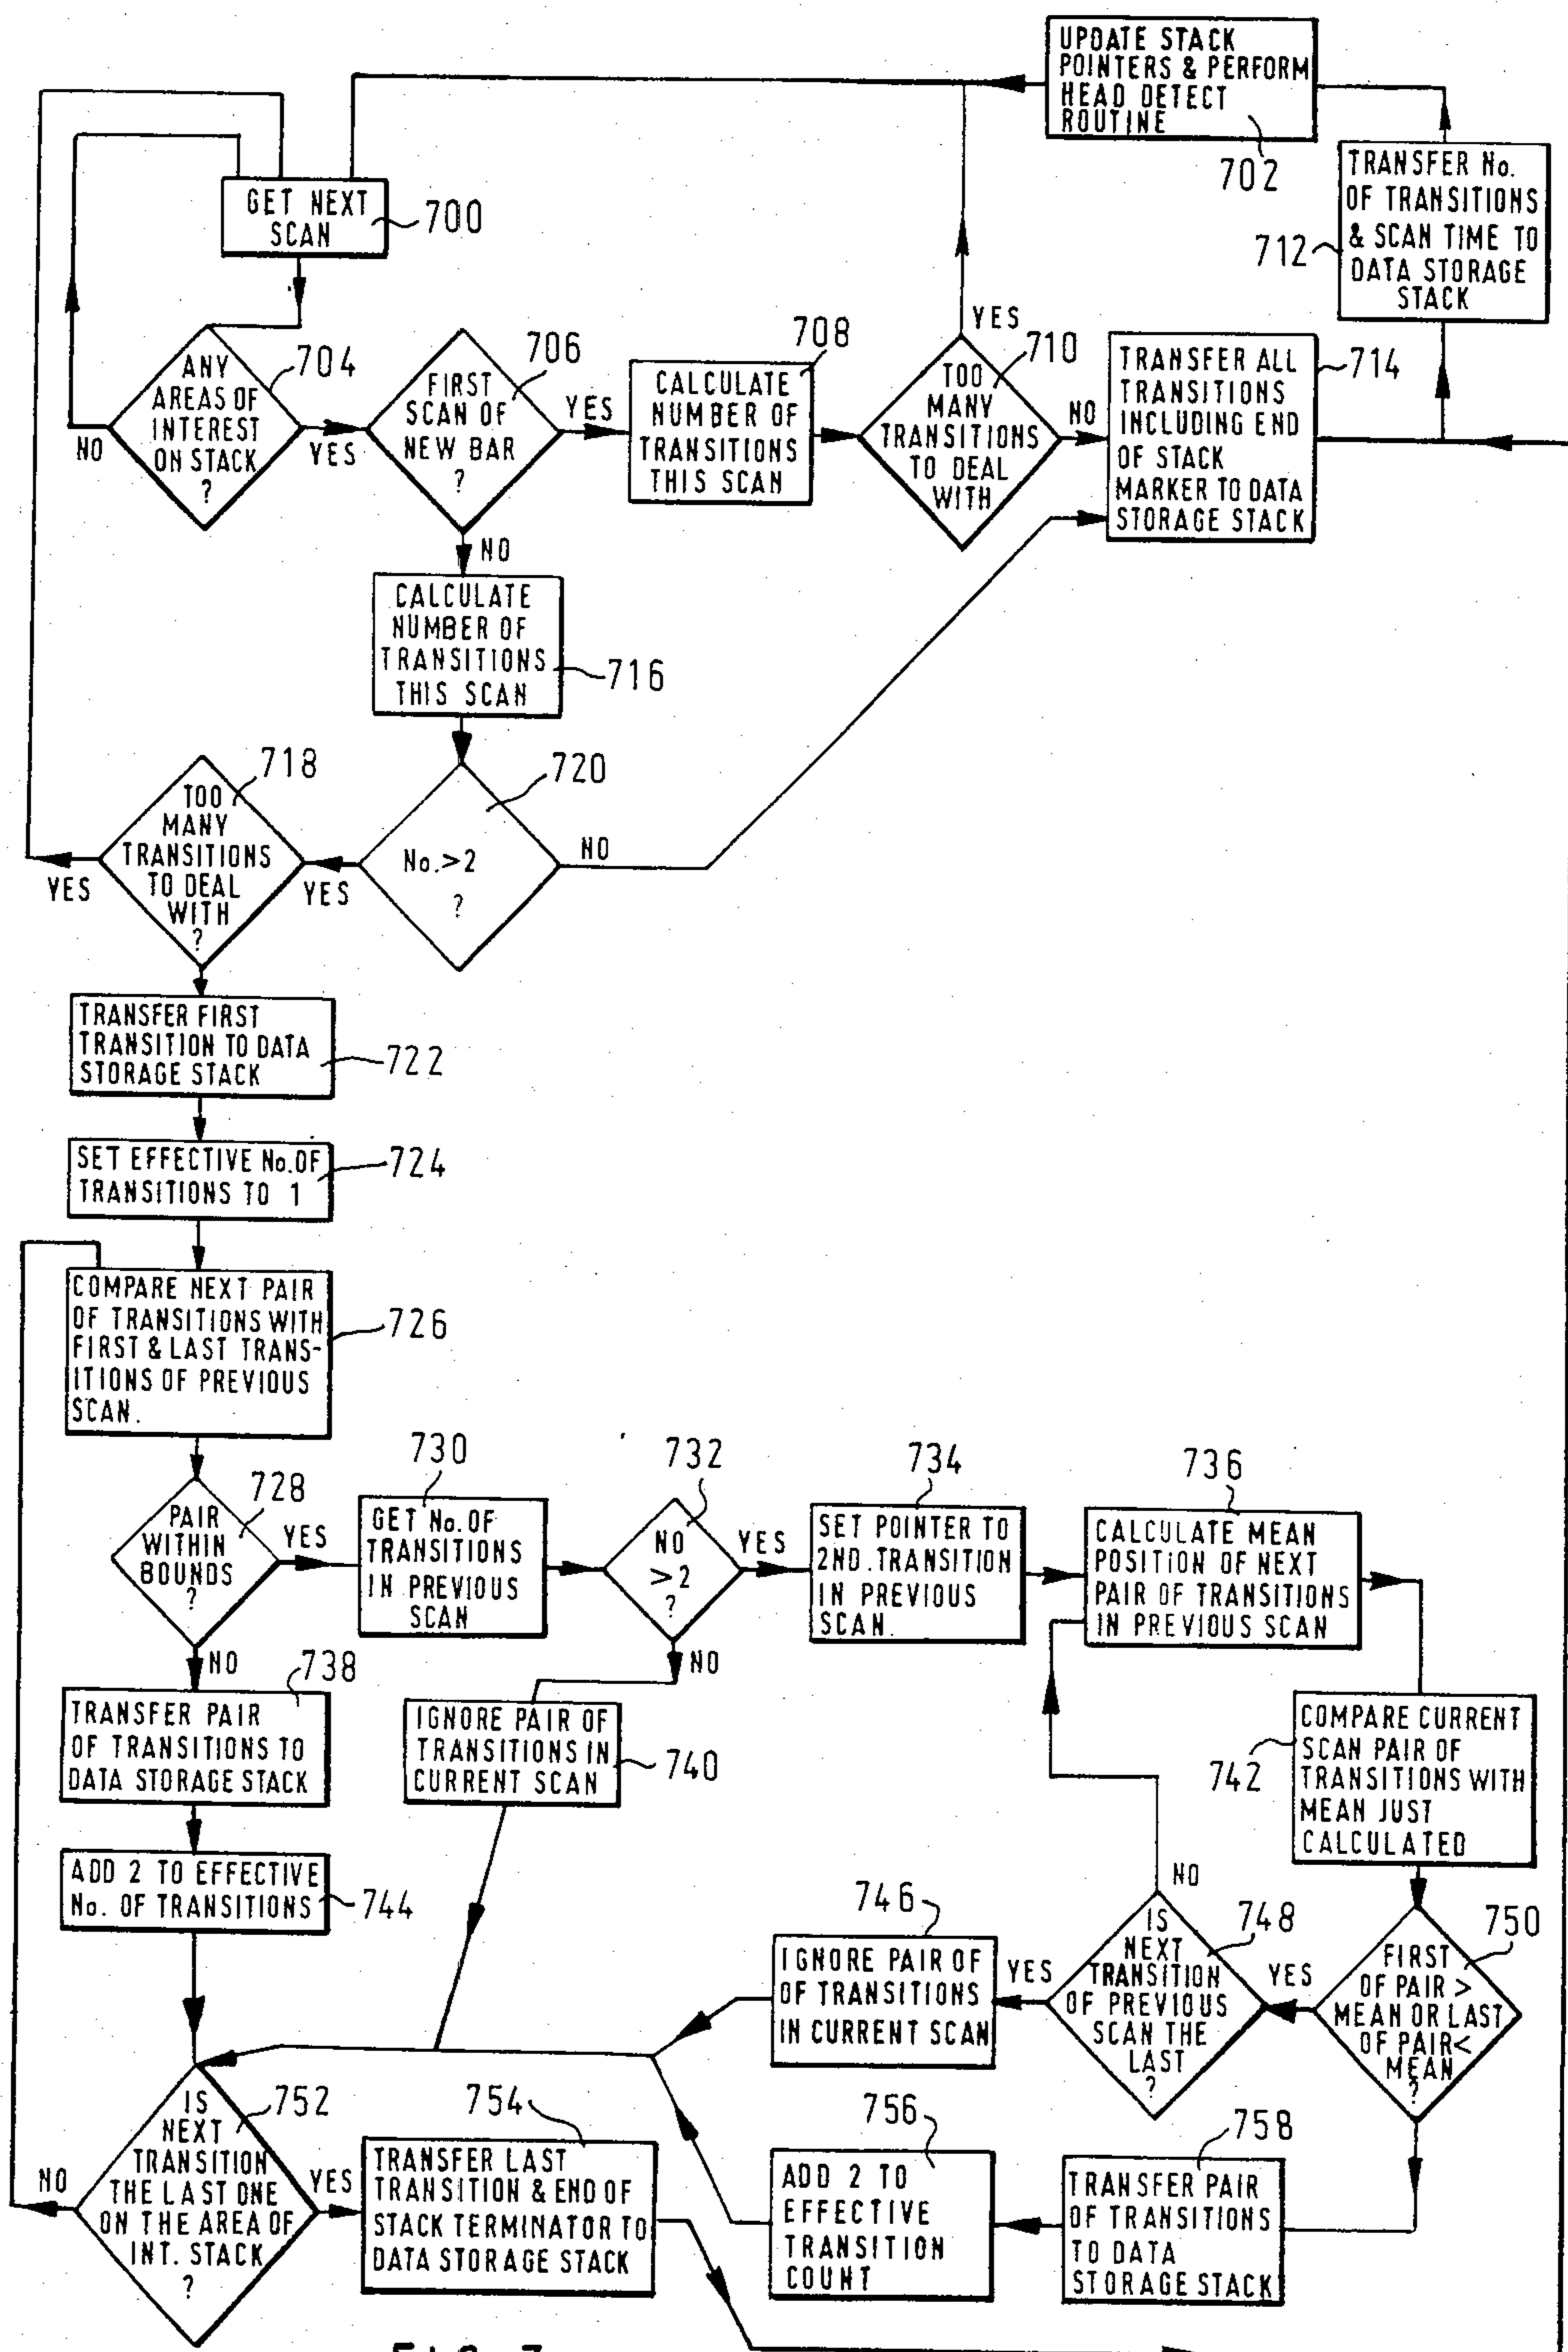 UPDATE STACK
POINTERS & PERFORM
HEAD DETECT
ROUTINE
702
TRANSFER No.
OF TRANSITIONS
& SCAN TIME TO
DATA STORAGE
STACK
712
GET NEXT
SCAN
700
ANY
AREAS OF
INTEREST
ON STACK
?
704
NO
YES
FIRST
SCAN OF
NEW BAR
?
706
YES
NO
CALCULATE
NUMBER OF
TRANSITIONS
THIS SCAN
708
TOO
MANY
TRANSITIONS
TO DEAL
WITH
710
YES
NO
TRANSFER ALL
TRANSITIONS
INCLUDING END
OF STACK
MARKER TO DATA
STORAGE STACK
714
CALCULATE
NUMBER OF
TRANSITIONS
THIS SCAN
716
TOO
MANY
TRANSITIONS
TO DEAL
WITH
?
718
YES
YES
No.>2
?
720
NO
TRANSFER FIRST
TRANSITION TO DATA
STORAGE STACK
722
SET EFFECTIVE No.OF
TRANSITIONS TO 1
724
COMPARE NEXT PAIR
OF TRANSITIONS WITH
FIRST & LAST TRANS-
ITIONS OF PREVIOUS
SCAN.
726
PAIR
WITHIN
BOUNDS
?
728
YES
NO
GET No.OF
TRANSITIONS
IN PREVIOUS
SCAN
730
NO
>2
?
732
YES
NO
SET POINTER TO
2ND.TRANSITION
IN PREVIOUS
SCAN.
734
CALCULATE MEAN
POSITION OF NEXT
PAIR OF TRANSITIONS
IN PREVIOUS SCAN
736
TRANSFER PAIR
OF TRANSITIONS TO
DATA STORAGE STACK
738
IGNORE PAIR OF
TRANSITIONS IN
CURRENT SCAN
740
COMPARE CURRENT
SCAN PAIR OF
TRANSITIONS WITH
MEAN JUST
CALCULATED
742
ADD 2 TO EFFECTIVE
No. OF TRANSITIONS
744
IGNORE PAIR OF
OF TRANSITIONS
IN CURRENT SCAN
746
YES
NO
IS
NEXT
TRANSITION
OF PREVIOUS
SCAN THE
LAST
?
748
YES
FIRST
OF PAIR >
MEAN OR LAST
OF PAIR<
MEAN
?
750
IS
NEXT
TRANSITION
THE LAST ONE
ON THE AREA OF
INT. STACK
?
752
NO
YES
TRANSFER LAST
TRANSITION & END OF
STACK TERMINATOR TO
DATA STORAGE STACK
754
ADD 2 TO
EFFECTIVE
TRANSITION
COUNT
756
TRANSFER PAIR
OF TRANSITIONS
TO DATA
STORAGE STACK
758